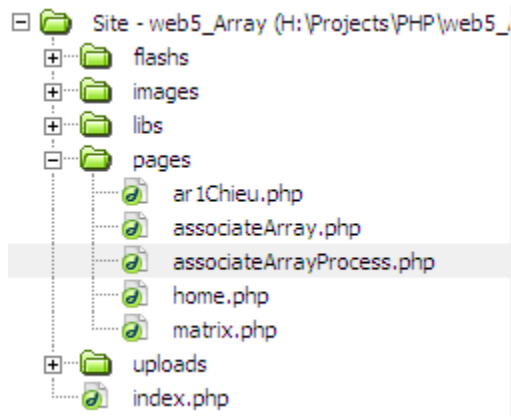 Site - web5_Array (H:\Projects\PHP\web5_
flashs
images
libs
pages
ar1Chieu.php
associateArray.php
associateArrayProcess.php
home.php
matrix.php
uploads
index.php